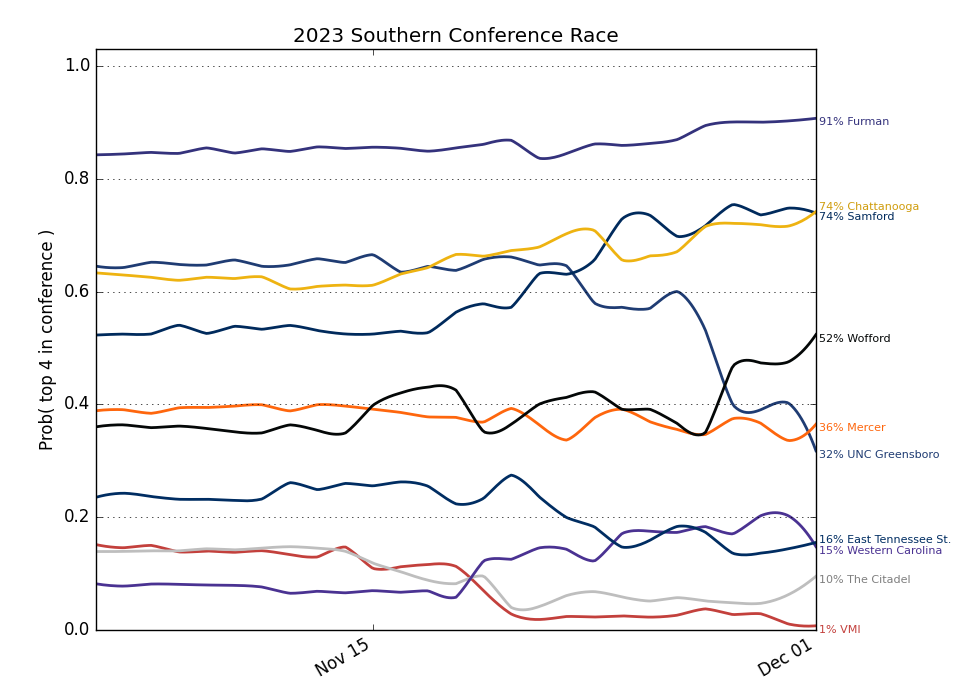 2023 Southern Conference Race
Prob( top 4 in conference )
1.0
0.8
0.6
0.4
0.2
0.0
Nov 15
Dec 01
91% Furman
74% Chattanooga
74% Samford
52% Wofford
36% Mercer
32% UNC Greensboro
16% East Tennessee St.
15% Western Carolina
10% The Citadel
1% VMI